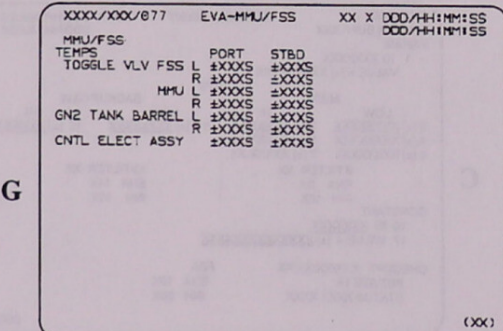 XXXX/XXX/077 EVA-MMU/FSS XX X DDD/HH:MM:SS
DDD/HH:MM:SS
MMU/FSS
TEMPS PORT STBD
TOGGLE VLV FSS L ±XXXS ±XXXS
R ±XXXS ±XXXS
MMU L ±XXXS ±XXXS
R ±XXXS ±XXXS
GN2 TANK BARREL L ±XXXS ±XXXS
R ±XXXS ±XXXS
CNTL ELECT ASSY ±XXXS ±XXXS
G
(XX)